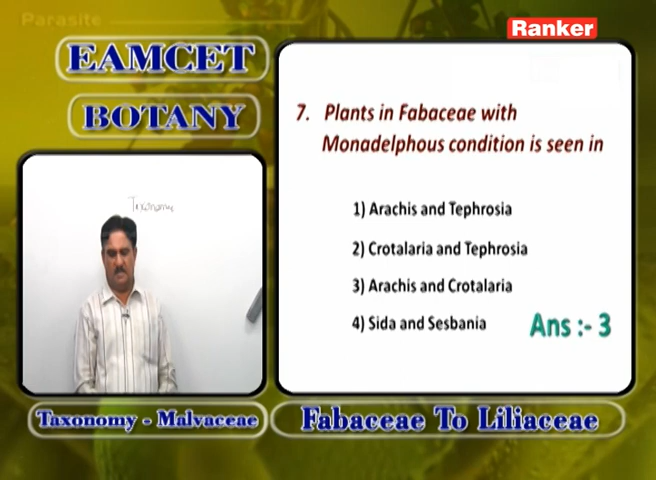 Parasite
Ranker
EAMCET
BOTANY
Taxonomy
7. Plants in Fabaceae with
Monadelphous condition is seen in
1) Arachis and Tephrosia
2) Crotalaria and Tephrosia
3) Arachis and Crotalaria
4) Sida and Sesbania
Ans :- 3
Taxonomy - Malvaceae
Fabaceae To Liliaceae